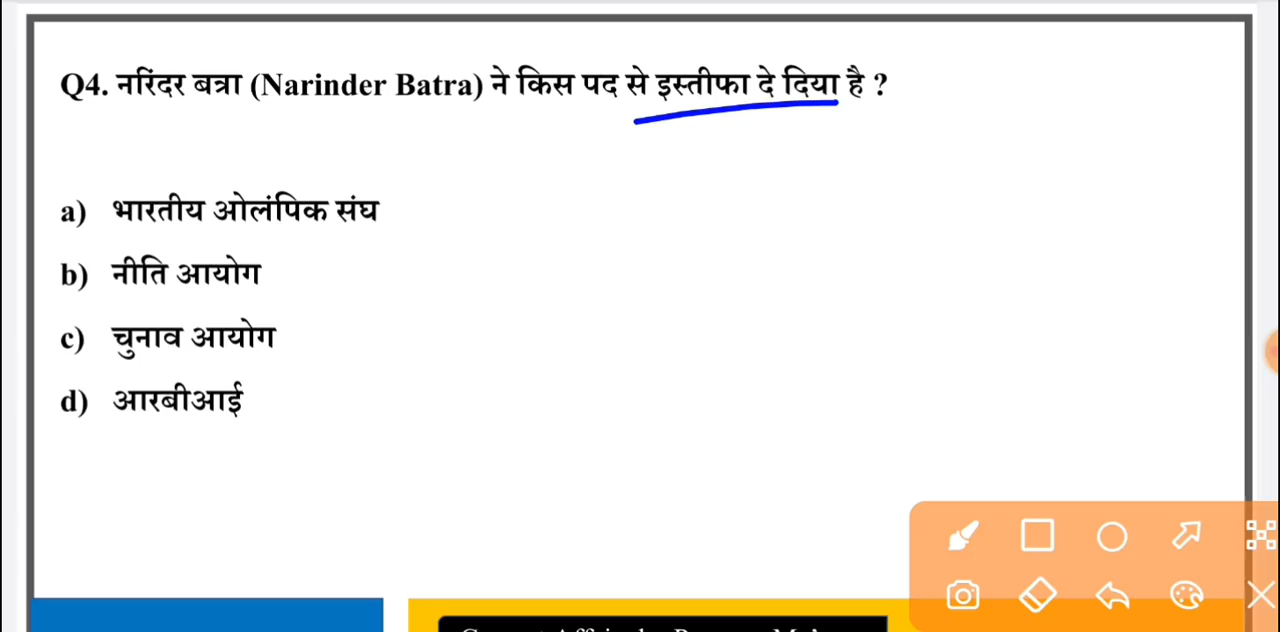 Q4. नरिंदर बत्रा (Narinder Batra) ने किस पद से इस्तीफा दे दिया है ?
a) भारतीय ओलंपिक संघ
b) नीति आयोग
c) चुनाव आयोग
d) आरबीआई